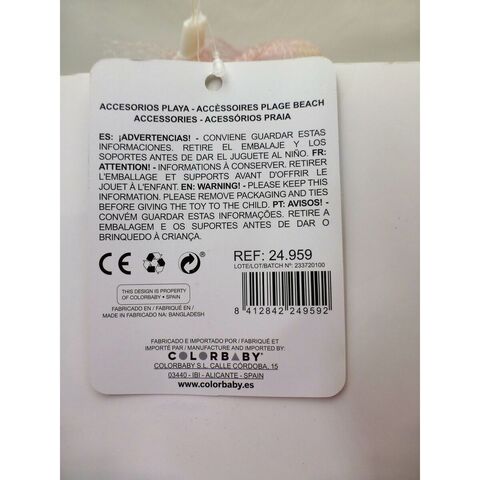 ACCESORIOS PLAYA - ACCÈSSOIRES PLAGE BEACH
ACCESSORIES - ACESSÓRIOS PRAIA
ES: ¡ADVERTENCIAS! - CONVIENE GUARDAR ESTAS
INFORMACIONES. RETIRE EL EMBALAJE Y LOS
SOPORTES ANTES DE DAR EL JUGUETE AL NIÑO. FR:
ATTENTION! - INFORMATIONS À CONSERVER, RETIRER
L'EMBALLAGE ET SUPPORTS AVANT D'OFFRIR LE
JOUET À L'ENFANT. EN: WARNING! - PLEASE KEEP THIS
INFORMATION. PLEASE REMOVE PACKAGING AND TIES
BEFORE GIVING THE TOY TO THE CHILD. PT: AVISOS! -
CONVÉM GUARDAR ESTAS INFORMAÇÕES. RETIRE A
EMBALAGEM E OS SUPORTES ANTES DE DAR O
BRINQUEDO À CRIANÇA.
CE
REF: 24.959
LOTE/LOT/BATCH Nº: 233720100
THIS DESIGN IS PROPERTY
OF COLORBABY • SPAIN
FABRICADO EN / FABRIQUÉ EN /
MADE IN FABRICADO NA: BANGLADESH
8 412842 249592
FABRICADO E IMPORTADO POR / FABRIQUÉ ET
IMPORTÉ PAR / MANUFACTURE AND IMPORTED BY:
COLORBABY®
COLORBABY S.L. CALLE CÓRDOBA, 15
03440 - IBI - ALICANTE - SPAIN
www.colorbaby.es